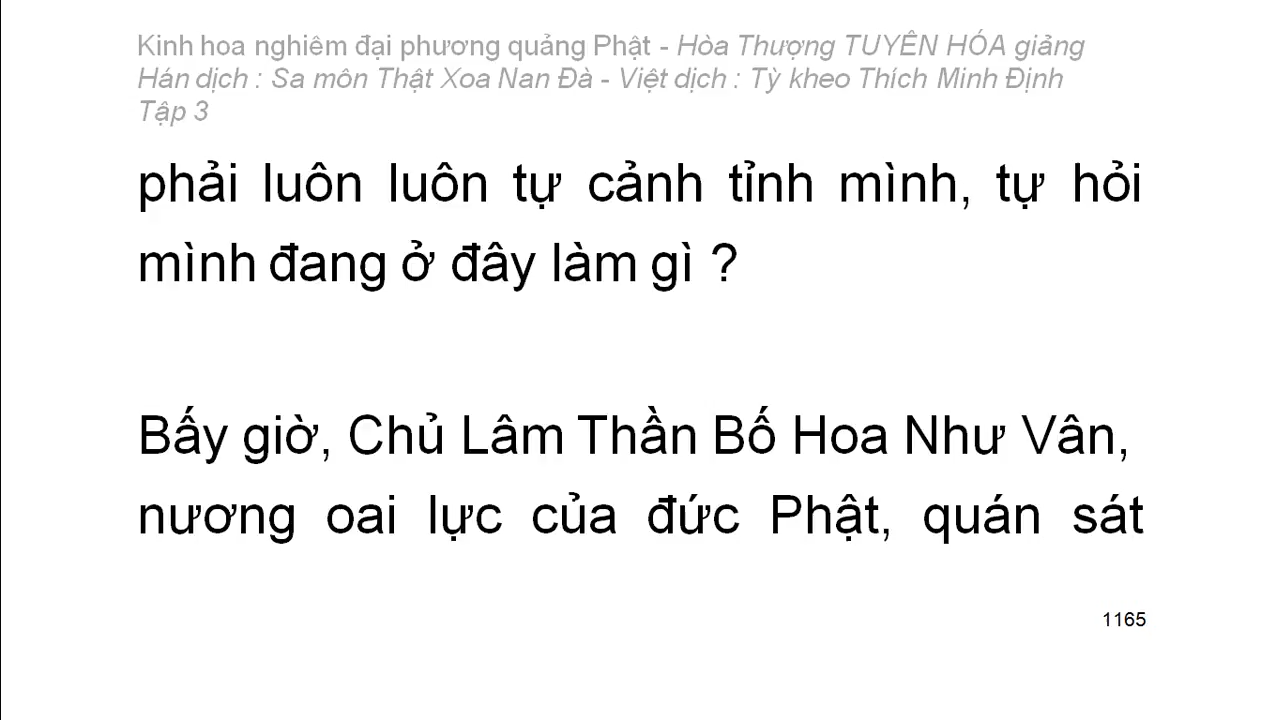 Kinh hoa nghiêm đại phương quảng Phật - Hòa Thượng TUYÊN HÓA giảng
Hán dịch : Sa môn Thật Xoa Nan Đà - Việt dịch : Tỳ kheo Thích Minh Định
Tập 3
phải luôn luôn tự cảnh tỉnh mình, tự hỏi
mình đang ở đây làm gì ?
Bấy giờ, Chủ Lâm Thần Bố Hoa Như Vân,
nương oai lực của đức Phật, quán sát
1165